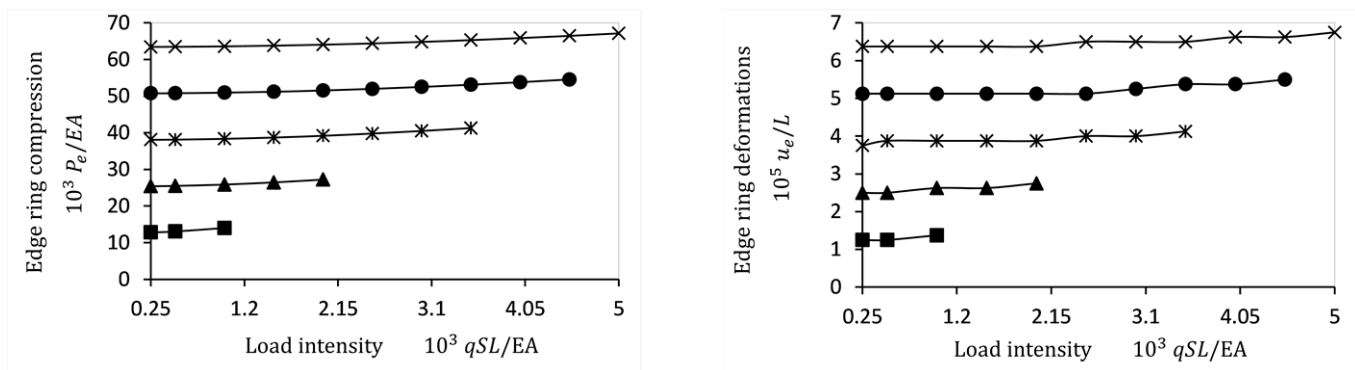 Edge ring compression
10³ Pₑ/EA
70
60
50
40
30
20
10
0
0.25 1.2 2.15 3.1 4.05 5
Load intensity 10³ qSL/EA
Edge ring deformations
10⁵ uₑ/L
7
6
5
4
3
2
1
0
0.25 1.2 2.15 3.1 4.05 5
Load intensity 10³ qSL/EA